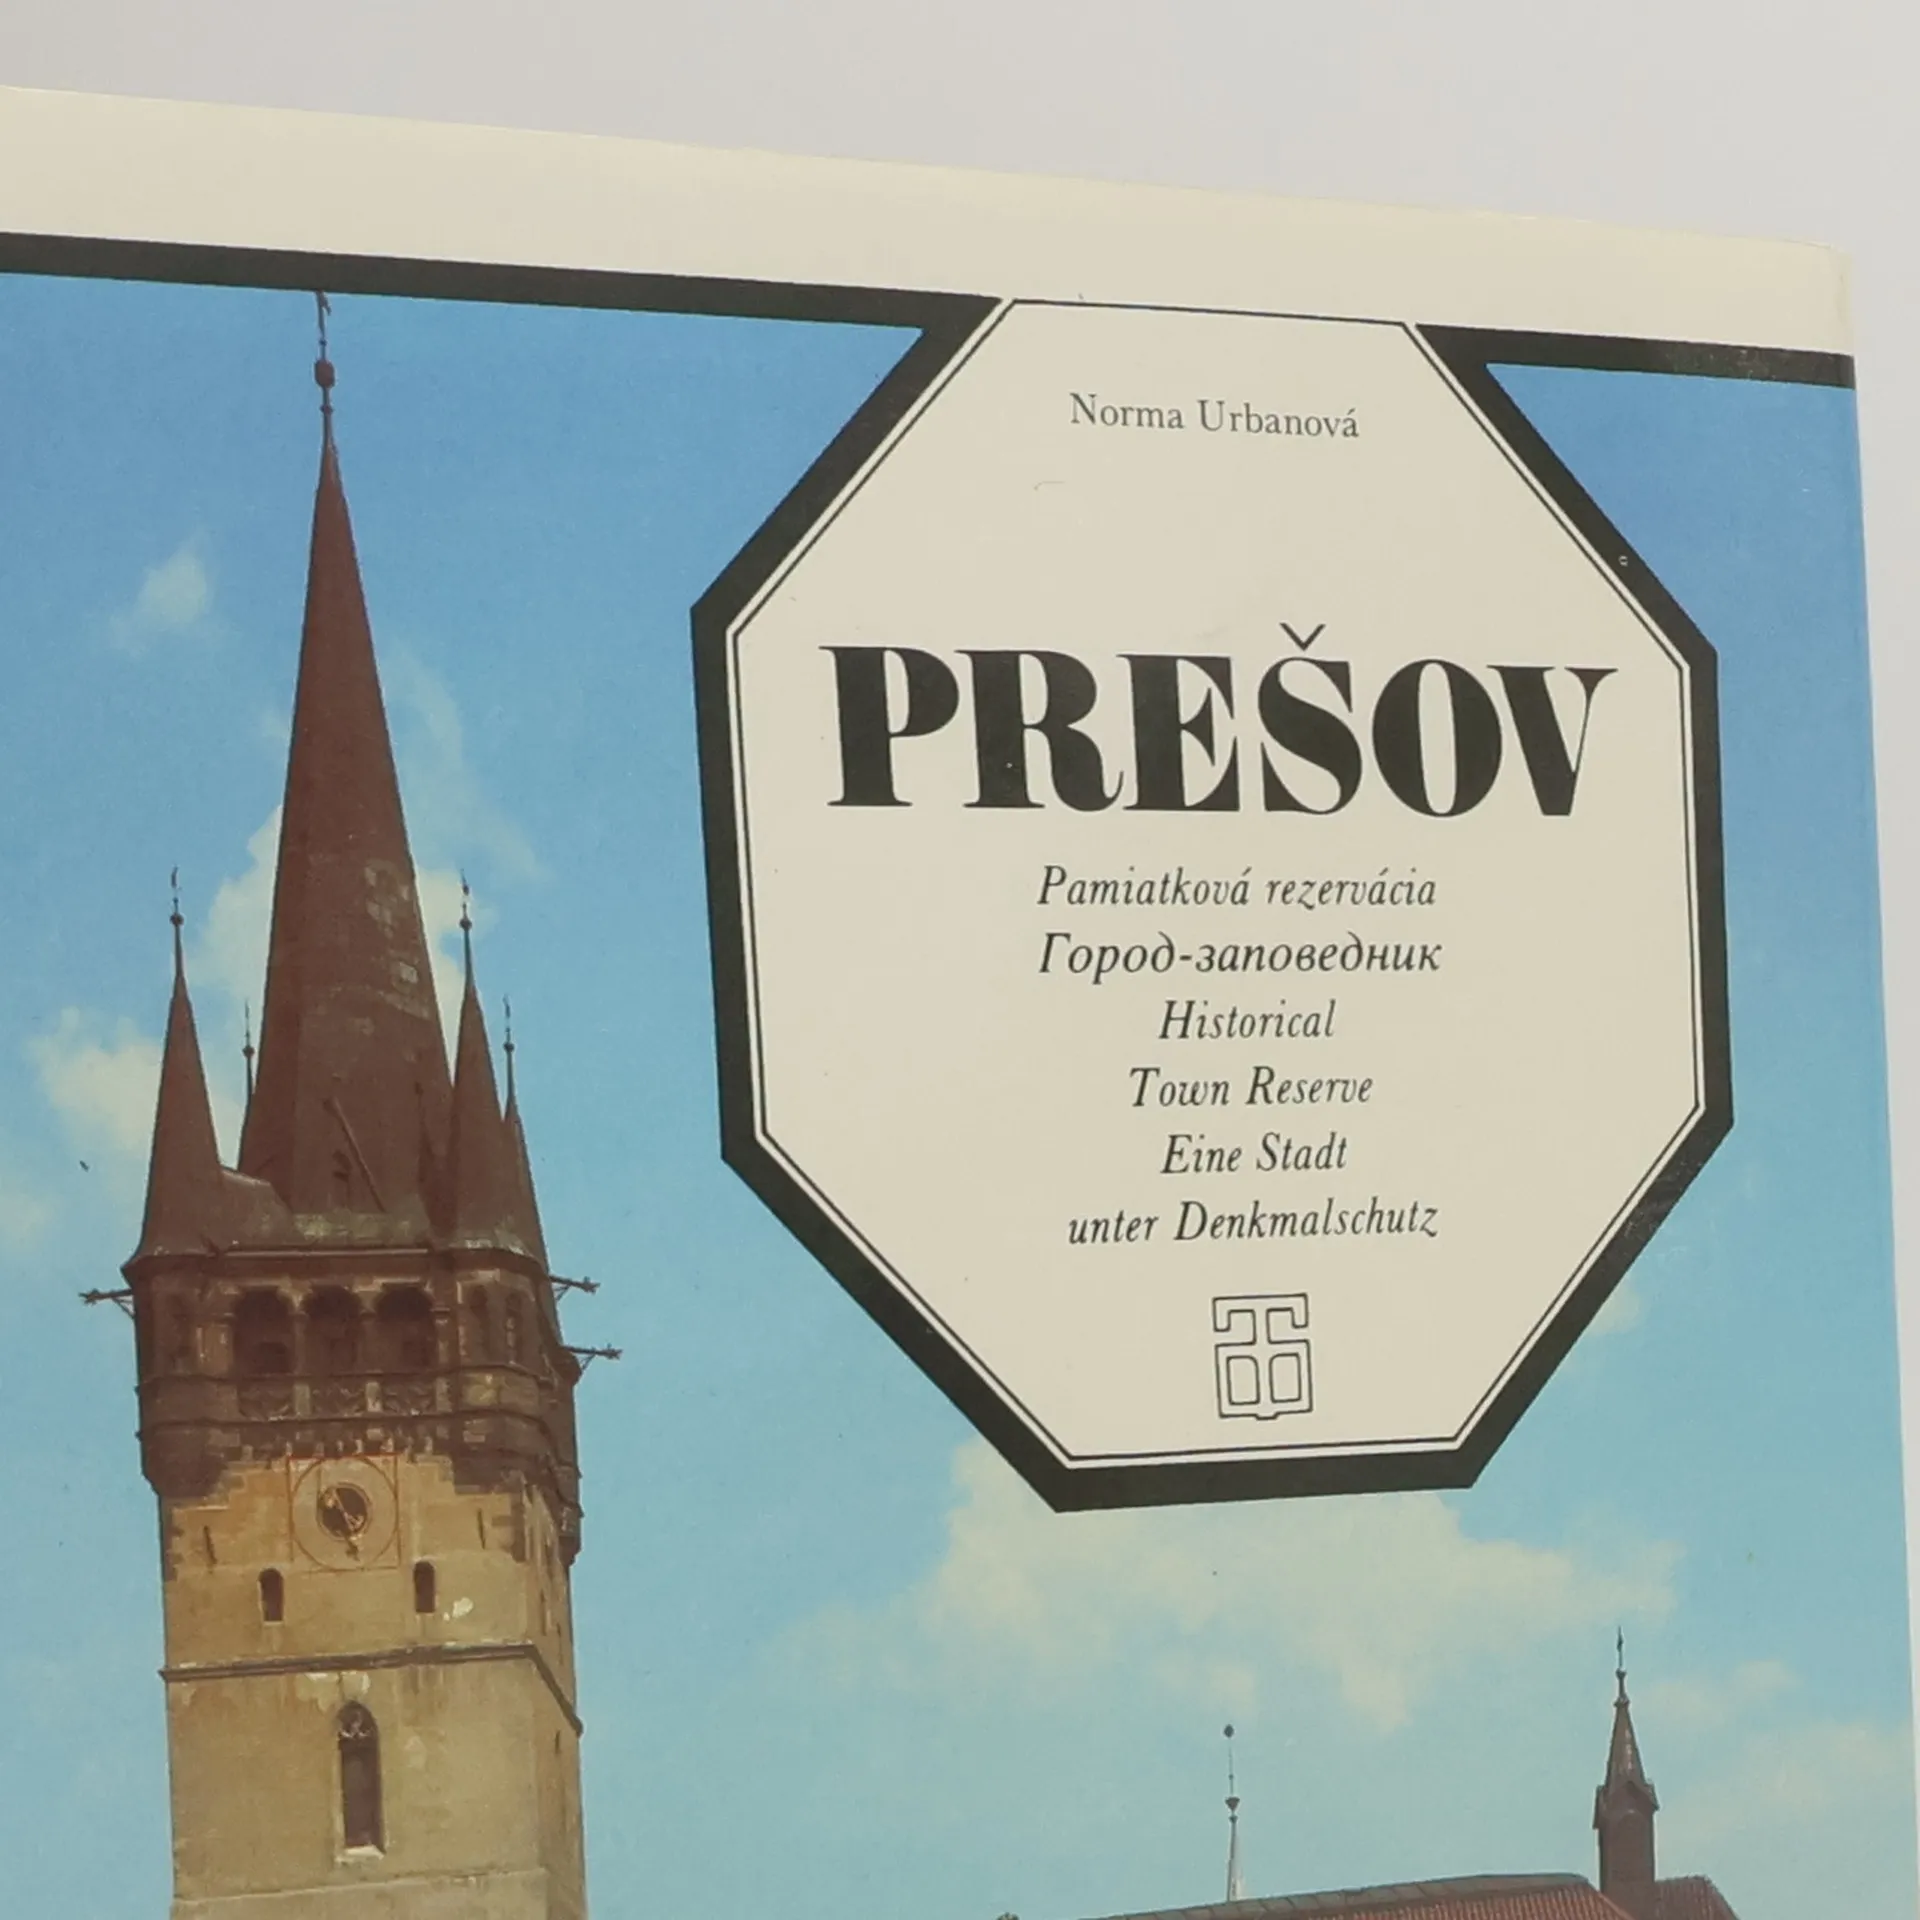 Norma Urbanová
PREŠOV
Pamiatková rezervácia
Город-заповедник
Historical
Town Reserve
Eine Stadt
unter Denkmalschutz